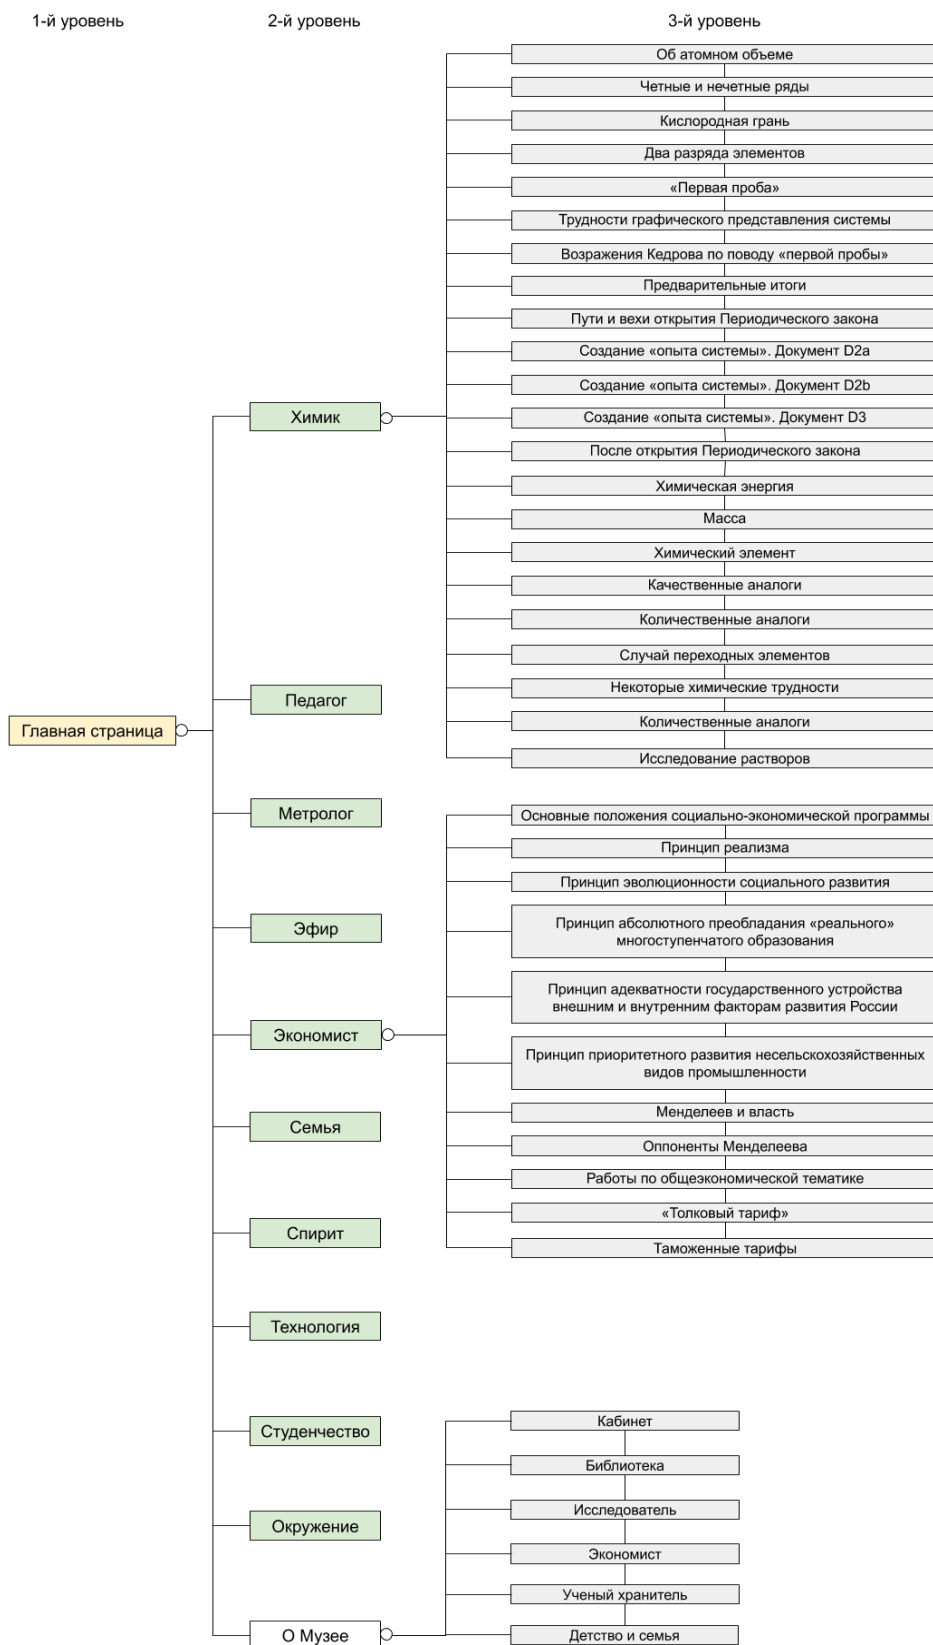 1-й уровень
2-й уровень
3-й уровень
Главная страница
Химик
Педагог
Метролог
Эфир
Экономист
Семья
Спирит
Технология
Студенчество
Окружение
О Музее
Об атомном объеме
Четные и нечетные ряды
Кислородная грань
Два разряда элементов
«Первая проба»
Трудности графического представления системы
Возражения Кедрова по поводу «первой пробы»
Предварительные итоги
Пути и вехи открытия Периодического закона
Создание «опыта системы». Документ D2a
Создание «опыта системы». Документ D2b
Создание «опыта системы». Документ D3
После открытия Периодического закона
Химическая энергия
Масса
Химический элемент
Качественные аналоги
Количественные аналоги
Случай переходных элементов
Некоторые химические трудности
Количественные аналоги
Исследование растворов
Основные положения социально-экономической программы
Принцип реализма
Принцип эволюционности социального развития
Принцип абсолютного преобладания «реального»
многоступенчатого образования
Принцип адекватности государственного устройства
внешним и внутренним факторам развития России
Принцип приоритетного развития несельскохозяйственных
видов промышленности
Менделеев и власть
Оппоненты Менделеева
Работы по общеэкономической тематике
«Толковый тариф»
Таможенные тарифы
Кабинет
Библиотека
Исследователь
Экономист
Ученый хранитель
Детство и семья